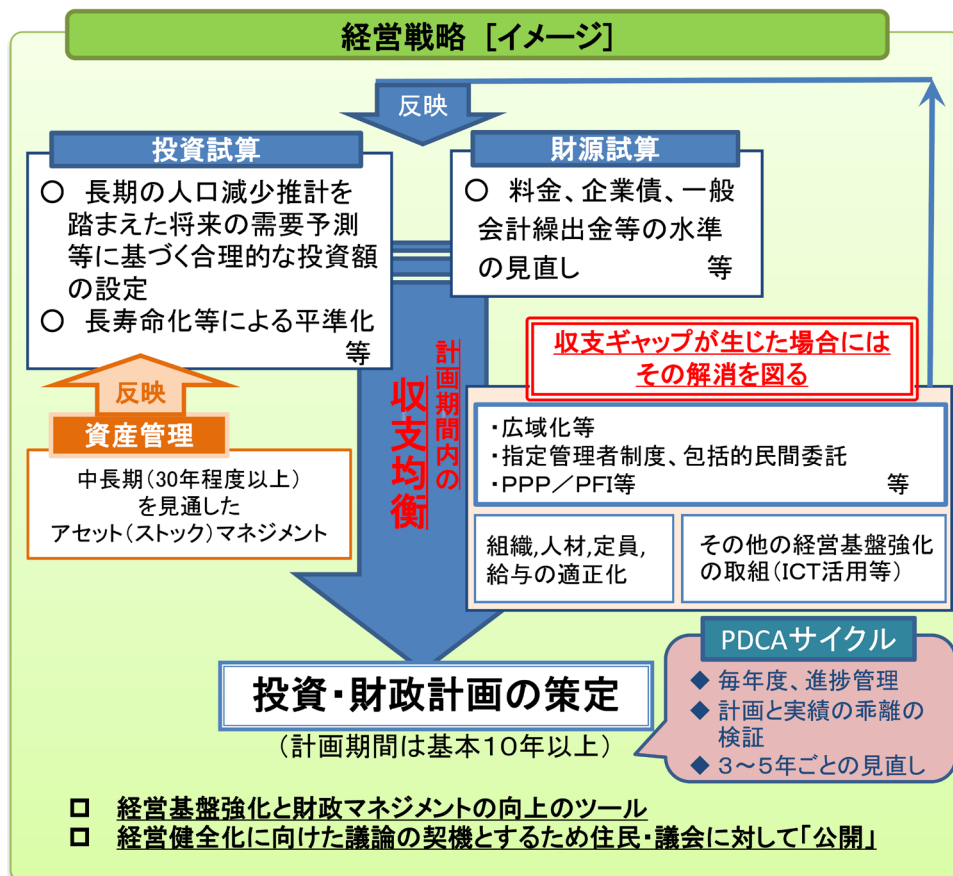 経営戦略 [イメージ]
反映
投資試算
○ 長期の人口減少推計を
踏まえた将来の需要予測
等に基づく合理的な投資額
の設定
○ 長寿命化等による平準化
等
財源試算
○ 料金、企業債、一般
会計繰出金等の水準
の見直し 等
反映
資産管理
中長期(30年程度以上)
を見通した
アセット(ストック)マネジメント
計画期間内の
収支均衡
収支ギャップが生じた場合には
その解消を図る
・広域化等
・指定管理者制度、包括的民間委託
・PPP/PFI等 等
組織,人材,定員,
給与の適正化
その他の経営基盤強化
の取組(ICT活用等)
投資・財政計画の策定
(計画期間は基本10年以上)
PDCAサイクル
◆ 毎年度、進捗管理
◆ 計画と実績の乖離の
検証
◆ 3~5年ごとの見直し
□ 経営基盤強化と財政マネジメントの向上のツール
□ 経営健全化に向けた議論の契機とするため住民・議会に対して「公開」